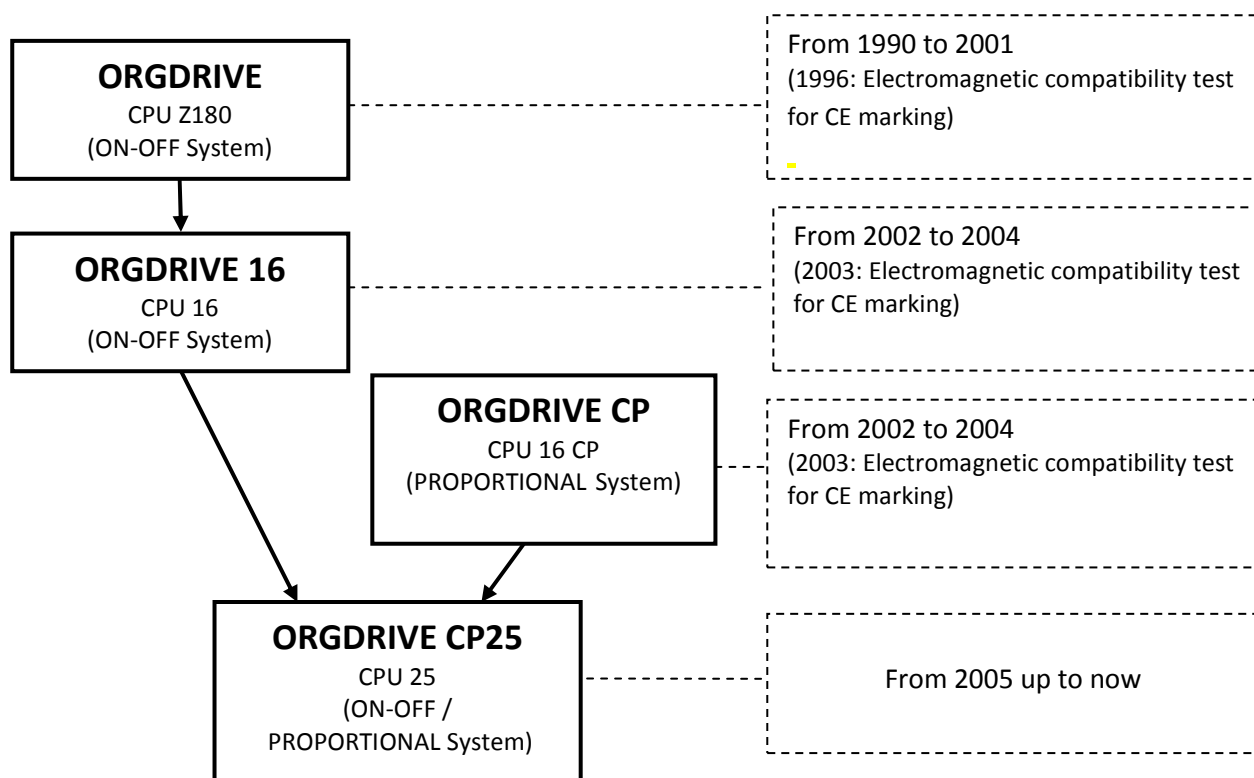 ORGDRIVE
CPU Z180
(ON-OFF System)
From 1990 to 2001
(1996: Electromagnetic compatibility test
for CE marking)
ORGDRIVE 16
CPU 16
(ON-OFF System)
From 2002 to 2004
(2003: Electromagnetic compatibility test
for CE marking)
ORGDRIVE CP
CPU 16 CP
(PROPORTIONAL System)
From 2002 to 2004
(2003: Electromagnetic compatibility test
for CE marking)
ORGDRIVE CP25
CPU 25
(ON-OFF /
PROPORTIONAL System)
From 2005 up to now